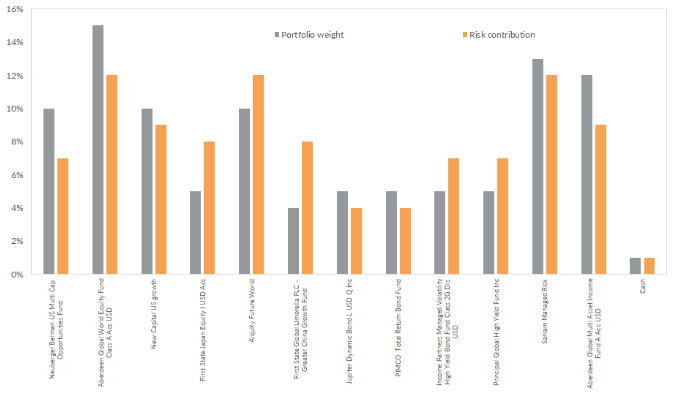 16%
14%
12%
10%
8%
6%
4%
2%
0%
Portfolio weight
Risk contribution
Neuberger Berman US Multi Cap
Opportunities Fund
Aberdeen Global World Equity Fund
Class A Acc USD
New Capital US growth
First State Japan Equity I USD Acc
Alquity Future World
First State Global Umbrella PLC -
Greater China Growth Fund
Jupiter Dynamic Bond L USD Q Inc
PIMCO Total Return Bond Fund
Income Partners Managed Volatility
High Yield Bond Fund Class 2G Dis
USD
Principal Global High Yield Fund Inc
Sanlam Managed Risk
Aberdeen Global Multi Asset Income
Fund A Acc USD
Cash